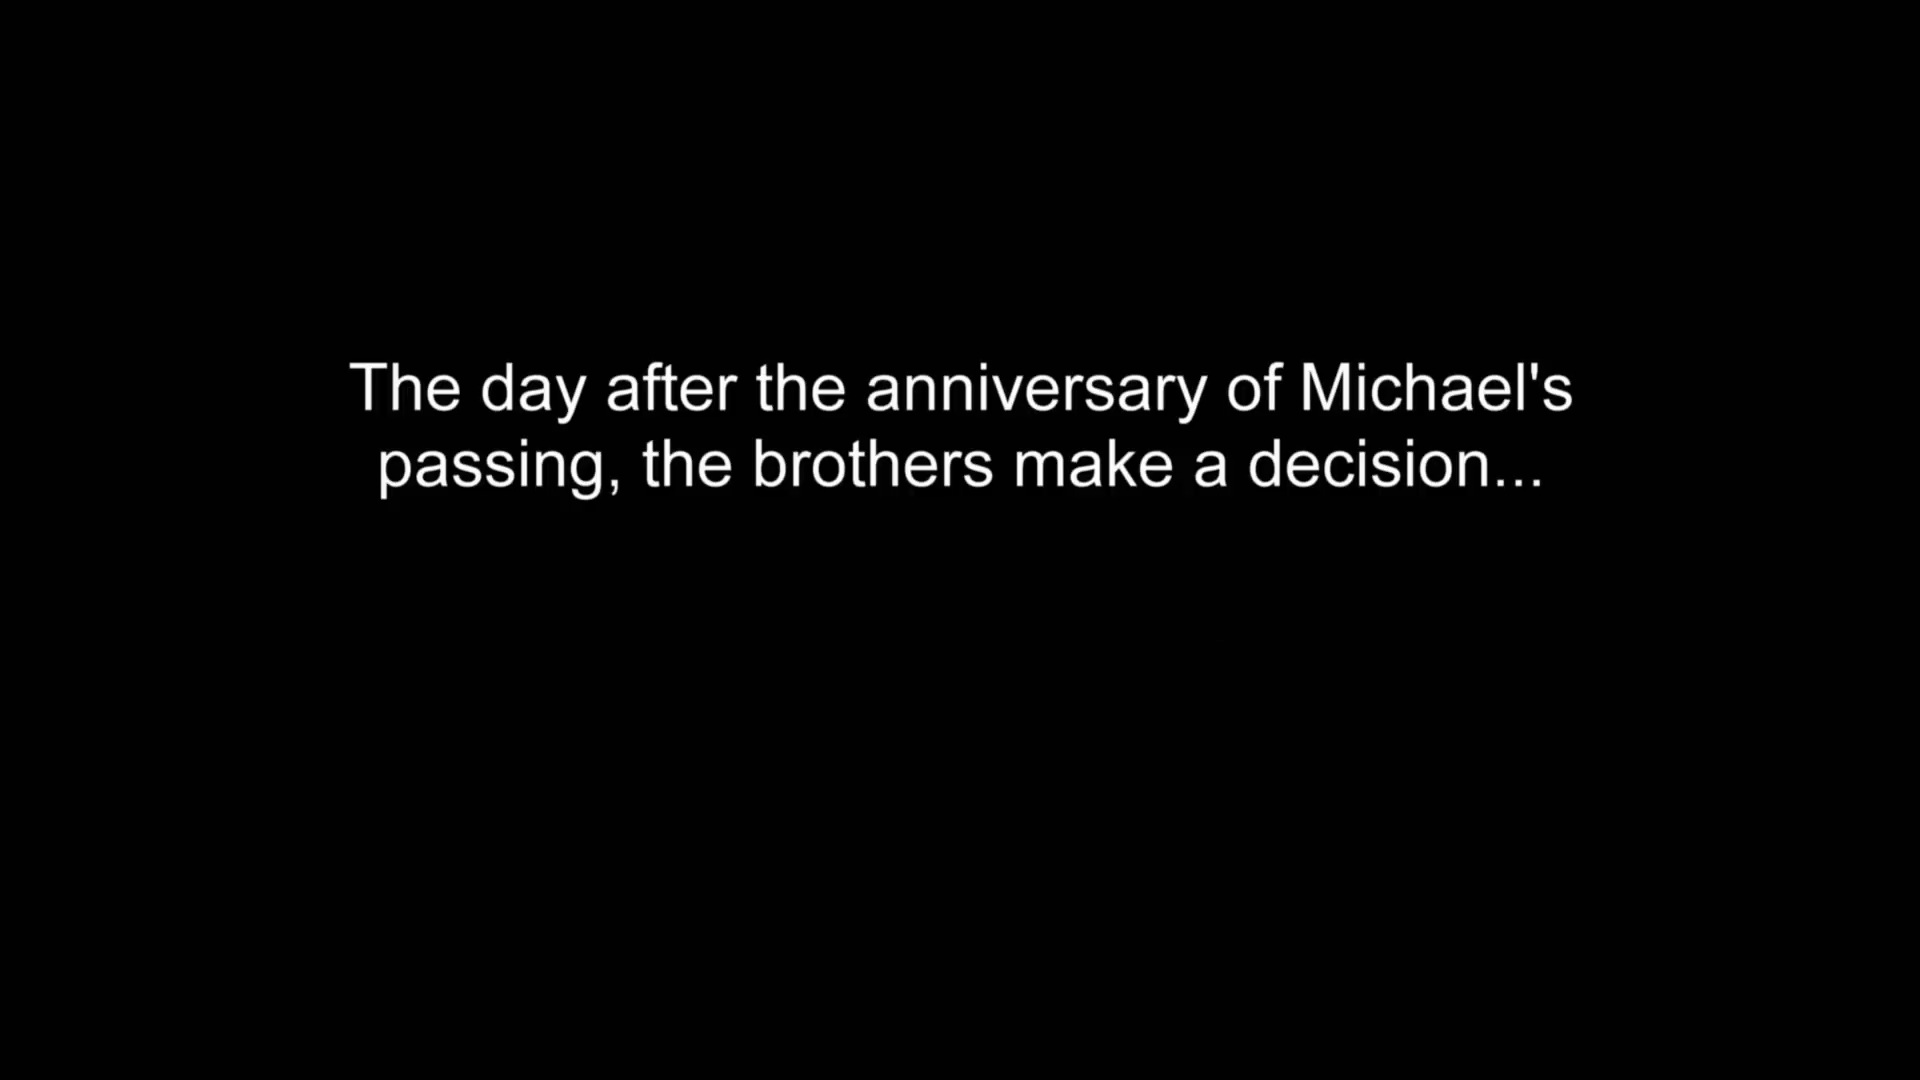 The day after the anniversary of Michael's
passing, the brothers make a decision...